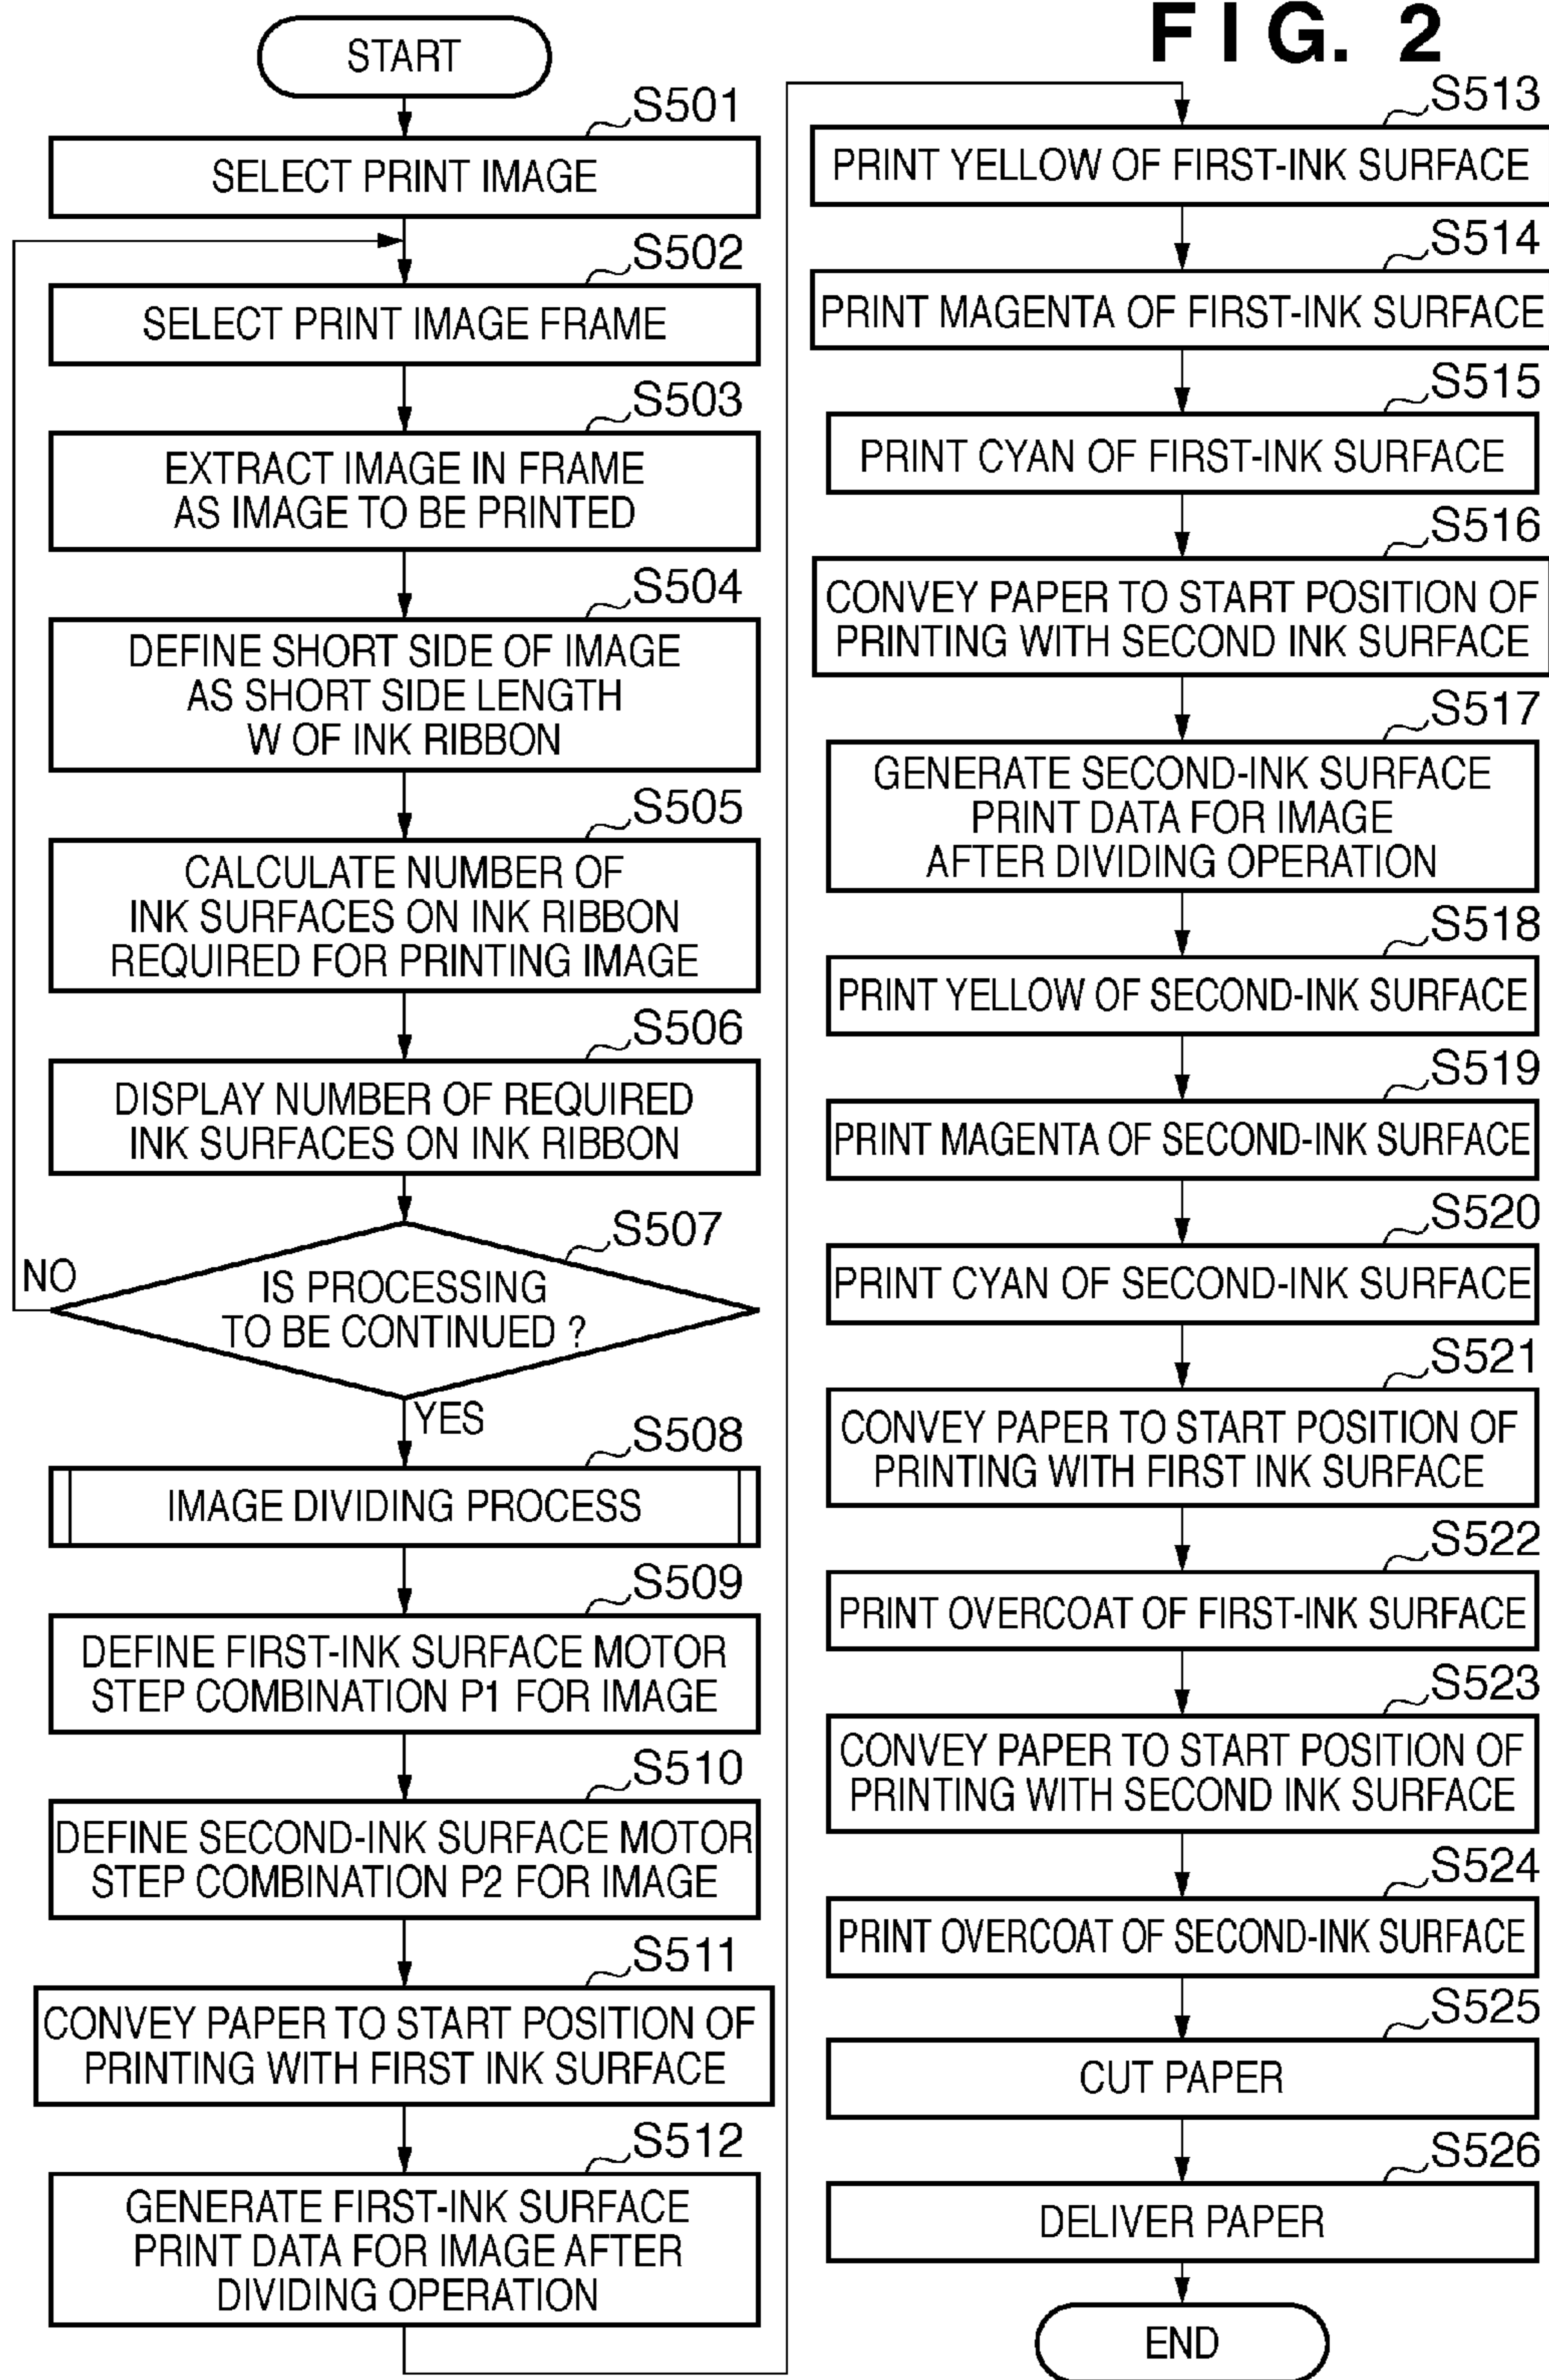 FIG. 2
START
S501
SELECT PRINT IMAGE
S502
SELECT PRINT IMAGE FRAME
S503
EXTRACT IMAGE IN FRAME
AS IMAGE TO BE PRINTED
S504
DEFINE SHORT SIDE OF IMAGE
AS SHORT SIDE LENGTH
W OF INK RIBBON
S505
CALCULATE NUMBER OF
INK SURFACES ON INK RIBBON
REQUIRED FOR PRINTING IMAGE
S506
DISPLAY NUMBER OF REQUIRED
INK SURFACES ON INK RIBBON
S507
NO
IS PROCESSING
TO BE CONTINUED ?
YES
S508
IMAGE DIVIDING PROCESS
S509
DEFINE FIRST-INK SURFACE MOTOR
STEP COMBINATION P1 FOR IMAGE
S510
DEFINE SECOND-INK SURFACE MOTOR
STEP COMBINATION P2 FOR IMAGE
S511
CONVEY PAPER TO START POSITION OF
PRINTING WITH FIRST INK SURFACE
S512
GENERATE FIRST-INK SURFACE
PRINT DATA FOR IMAGE AFTER
DIVIDING OPERATION
S513
PRINT YELLOW OF FIRST-INK SURFACE
S514
PRINT MAGENTA OF FIRST-INK SURFACE
S515
PRINT CYAN OF FIRST-INK SURFACE
S516
CONVEY PAPER TO START POSITION OF
PRINTING WITH SECOND INK SURFACE
S517
GENERATE SECOND-INK SURFACE
PRINT DATA FOR IMAGE
AFTER DIVIDING OPERATION
S518
PRINT YELLOW OF SECOND-INK SURFACE
S519
PRINT MAGENTA OF SECOND-INK SURFACE
S520
PRINT CYAN OF SECOND-INK SURFACE
S521
CONVEY PAPER TO START POSITION OF
PRINTING WITH FIRST INK SURFACE
S522
PRINT OVERCOAT OF FIRST-INK SURFACE
S523
CONVEY PAPER TO START POSITION OF
PRINTING WITH SECOND INK SURFACE
S524
PRINT OVERCOAT OF SECOND-INK SURFACE
S525
CUT PAPER
S526
DELIVER PAPER
END